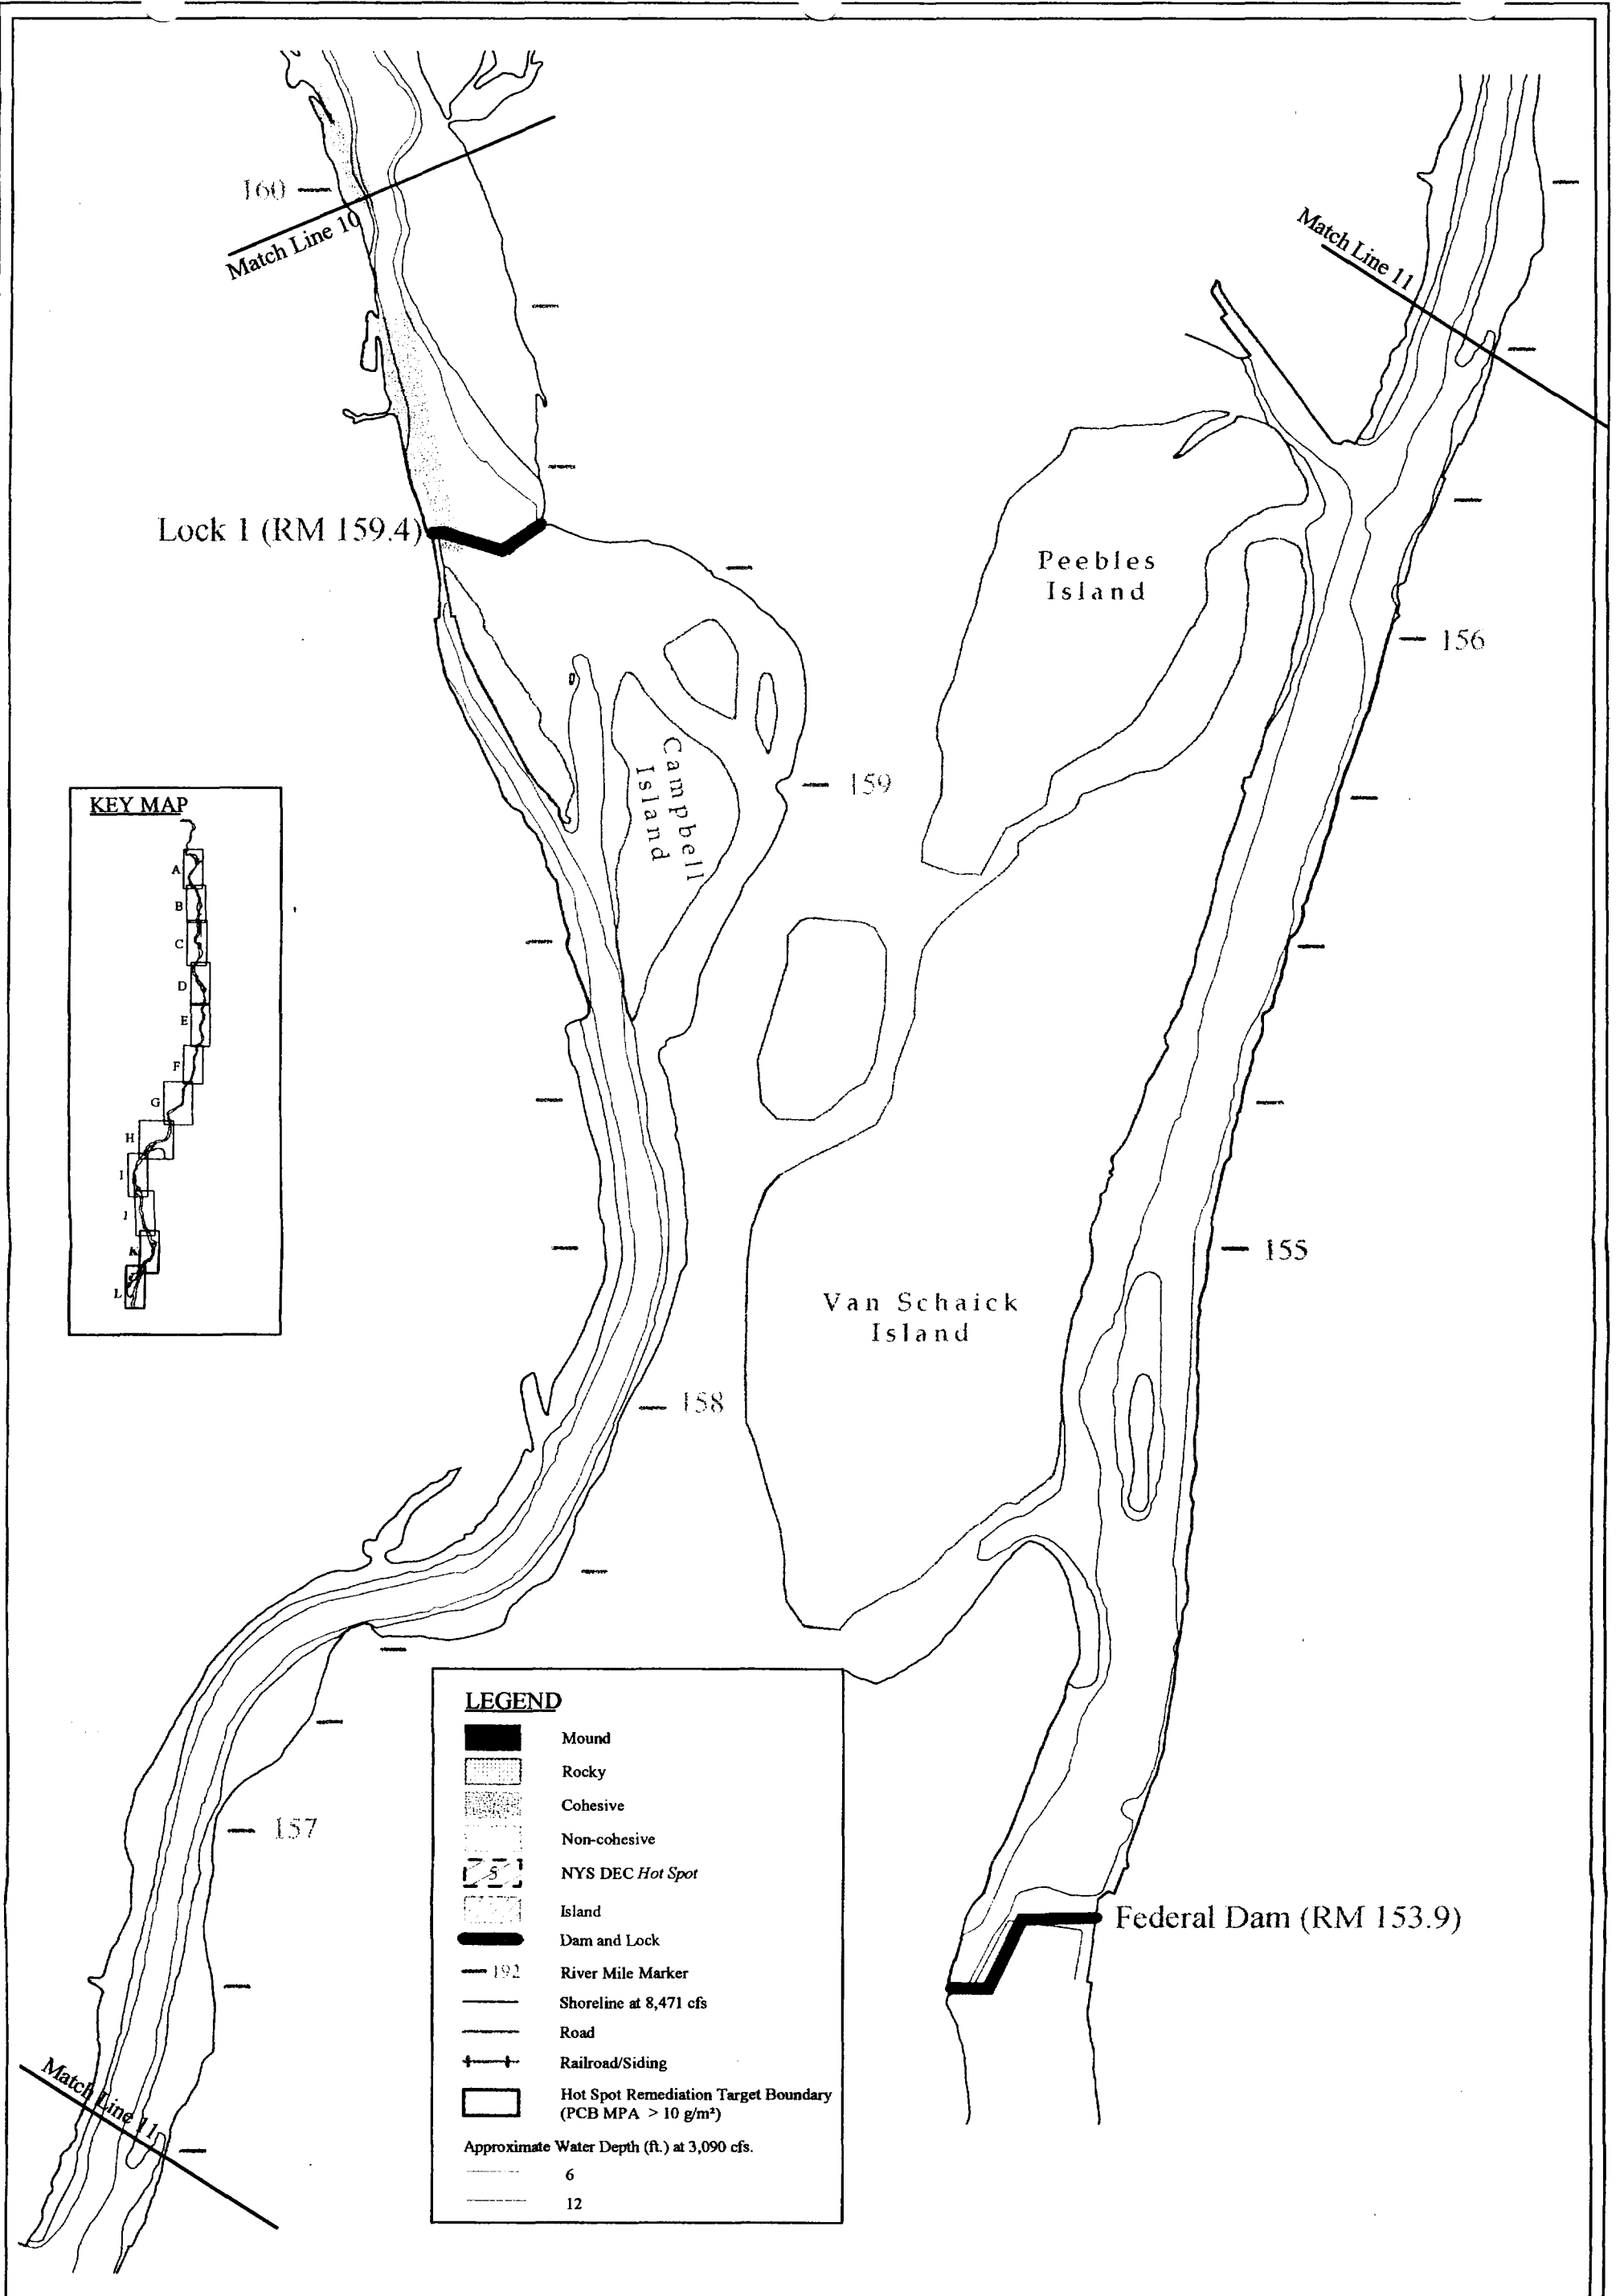 160
Match Line 10
Match Line 11
Lock 1 (RM 159.4)
Peebles
Island
156
Campbell
Island
159
KEY MAP
A
B
C
D
E
F
G
H
I
J
K
L
155
Van Schaick
Island
158
157
LEGEND
Mound
Rocky
Cohesive
Non-cohesive
5 NYS DEC Hot Spot
Island
Dam and Lock
192 River Mile Marker
Shoreline at 8,471 cfs
Road
Railroad/Siding
Hot Spot Remediation Target Boundary
(PCB MPA > 10 g/m²)
Approximate Water Depth (ft.) at 3,090 cfs.
6
12
Federal Dam (RM 153.9)
Match Line 11